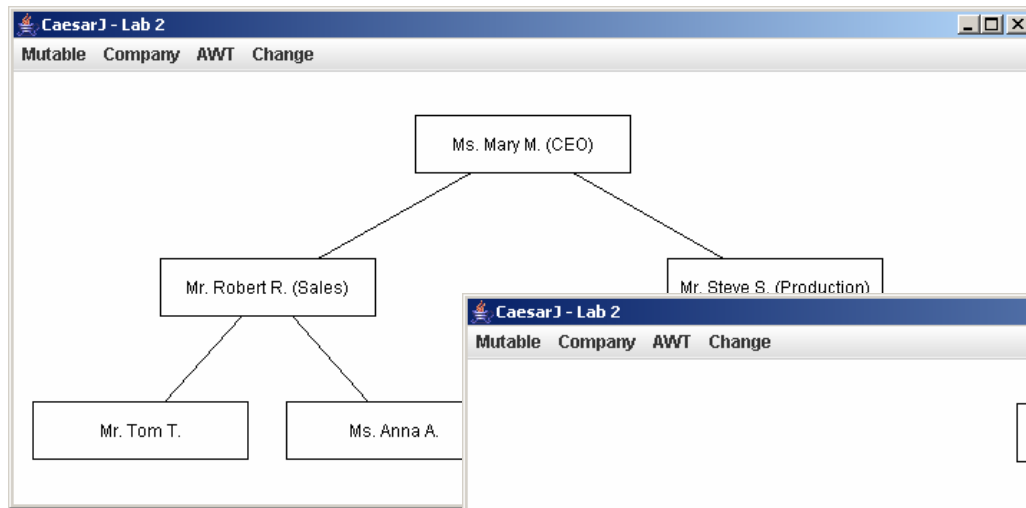 CaesarJ - Lab 2
Mutable Company AWT Change
Ms. Mary M. (CEO)
Mr. Robert R. (Sales)
Mr. Steve S. (Production)
CaesarJ - Lab 2
Mutable Company AWT Change
Mr. Tom T.
Ms. Anna A.